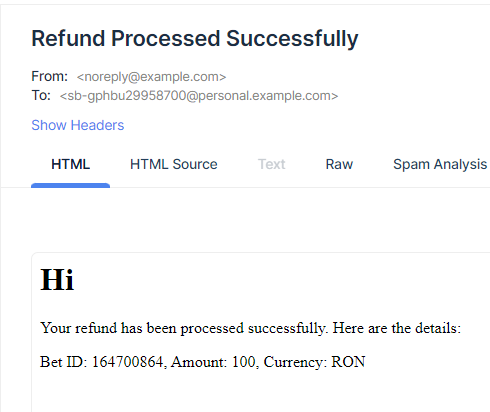 Refund Processed Successfully
From: <noreply@example.com>
To: <sb-gphbu29958700@personal.example.com>
Show Headers
HTML HTML Source Text Raw Spam Analysis
Hi
Your refund has been processed successfully. Here are the details:
Bet ID: 164700864, Amount: 100, Currency: RON